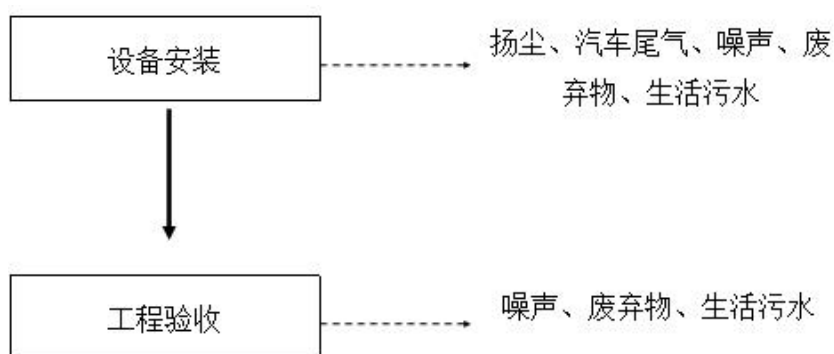 设备安装
扬尘、汽车尾气、噪声、废
弃物、生活污水
工程验收
噪声、废弃物、生活污水